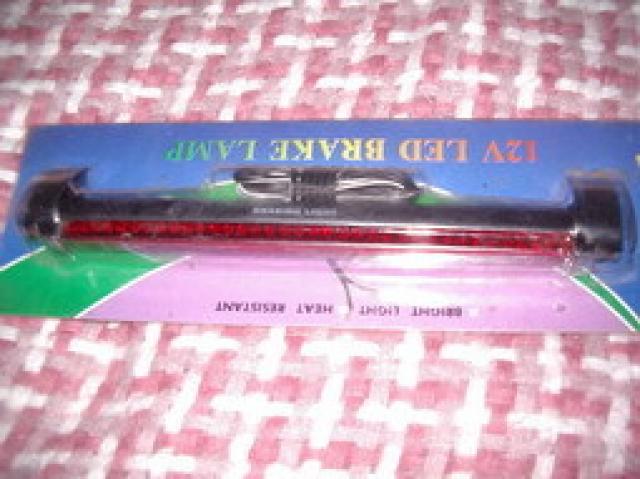 12V LED BRAKE LAMP
BRIGHT LIGHT HEAT RESISTANT